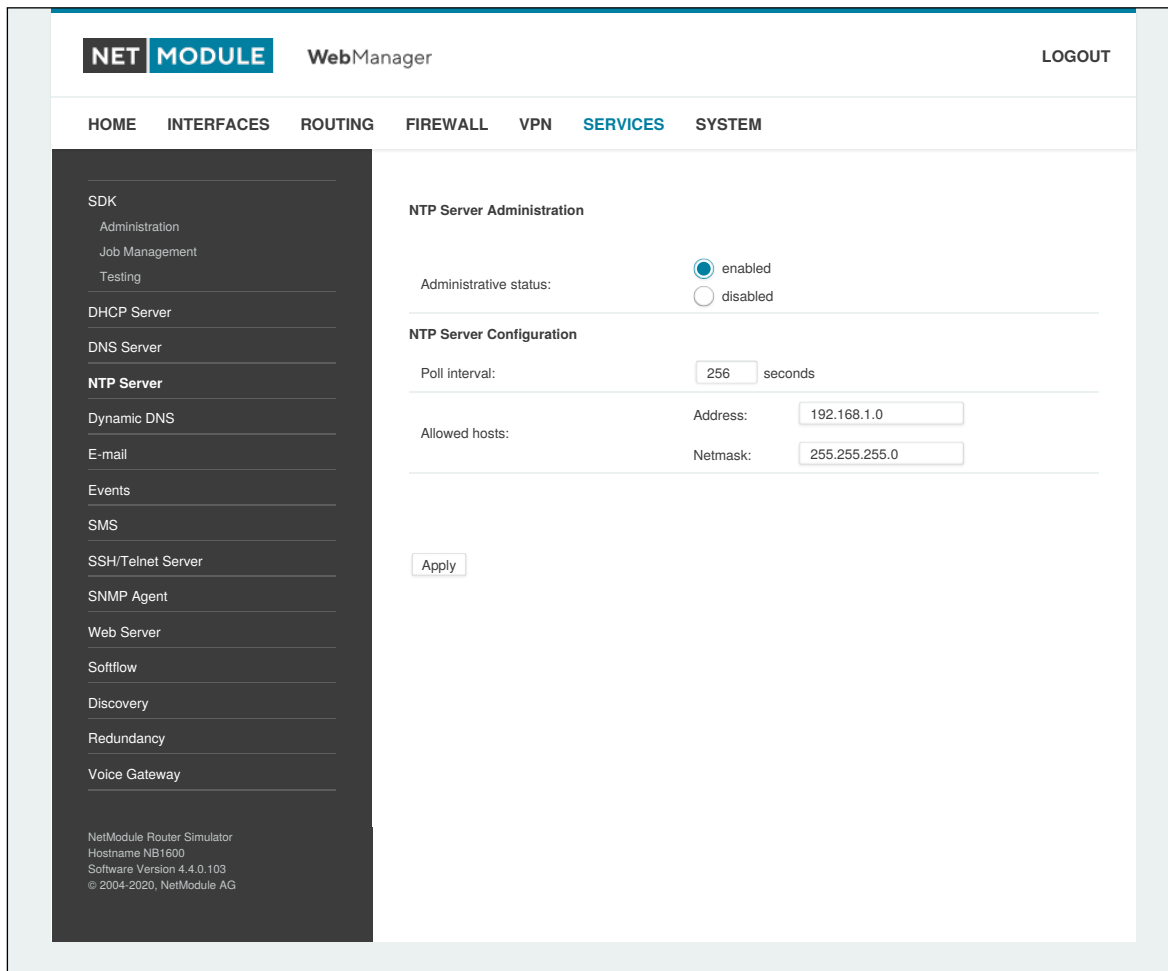 NET MODULE WebManager LOGOUT
HOME INTERFACES ROUTING FIREWALL VPN SERVICES SYSTEM
SDK
Administration
Job Management
Testing
DHCP Server
DNS Server
NTP Server
Dynamic DNS
E-mail
Events
SMS
SSH/Telnet Server
SNMP Agent
Web Server
Softflow
Discovery
Redundancy
Voice Gateway
NetModule Router Simulator
Hostname NB1600
Software Version 4.4.0.103
© 2004-2020, NetModule AG
NTP Server Administration
Administrative status:
enabled
disabled
NTP Server Configuration
Poll interval: 256 seconds
Allowed hosts:
Address: 192.168.1.0
Netmask: 255.255.255.0
Apply